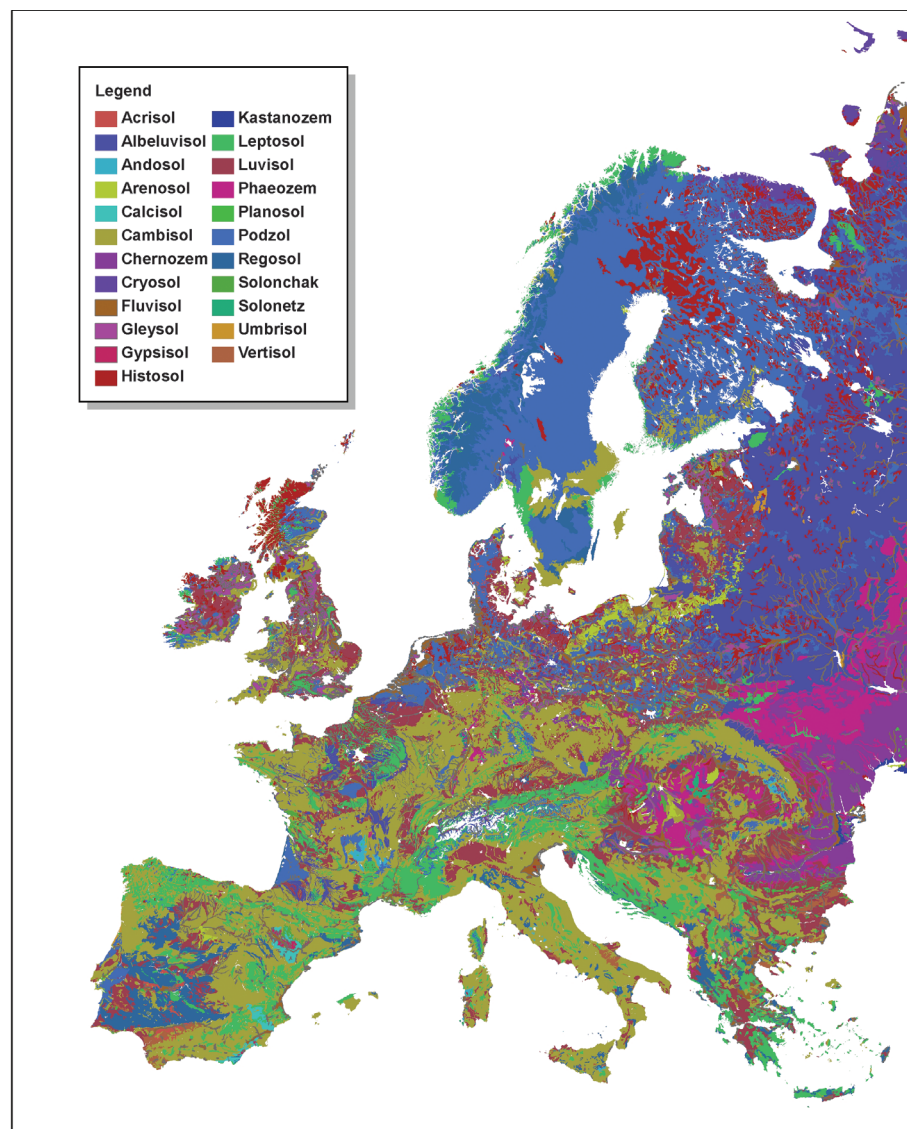 Legend
Acrisol
Albeluvisol
Andosol
Arenosol
Calcisol
Cambisol
Chernozem
Cryosol
Fluvisol
Gleysol
Gypsisol
Histosol
Kastanozem
Leptosol
Luvisol
Phaeozem
Planosol
Podzol
Regosol
Solonchak
Solonetz
Umbrisol
Vertisol